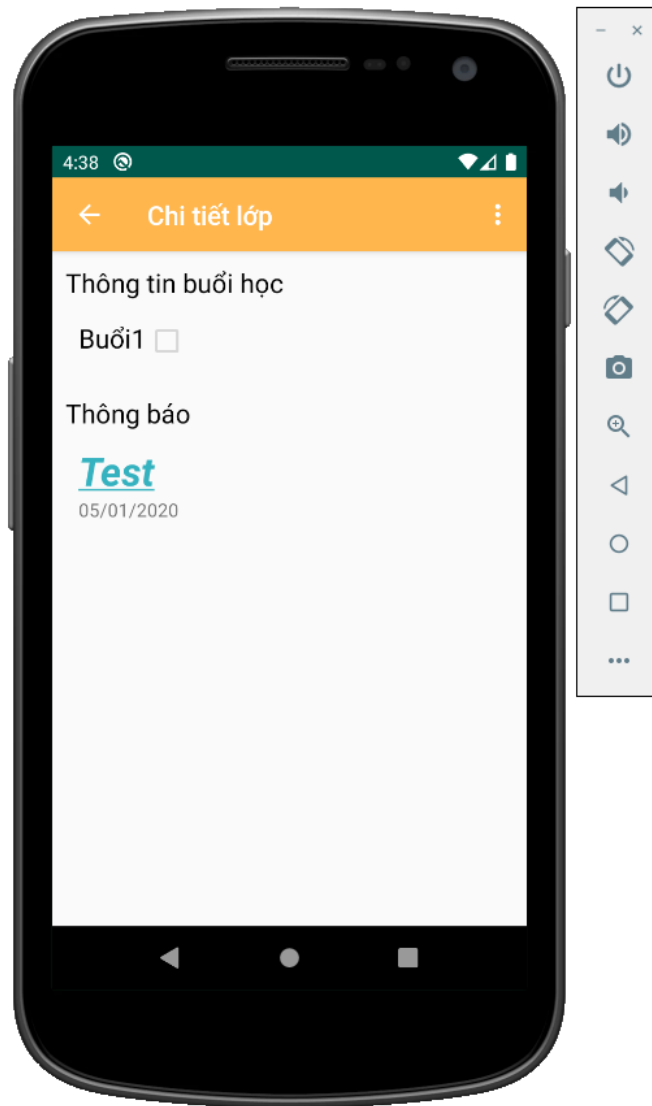 4:38
Chi tiết lớp
Thông tin buổi học
Buổi1
Thông báo
Test
05/01/2020